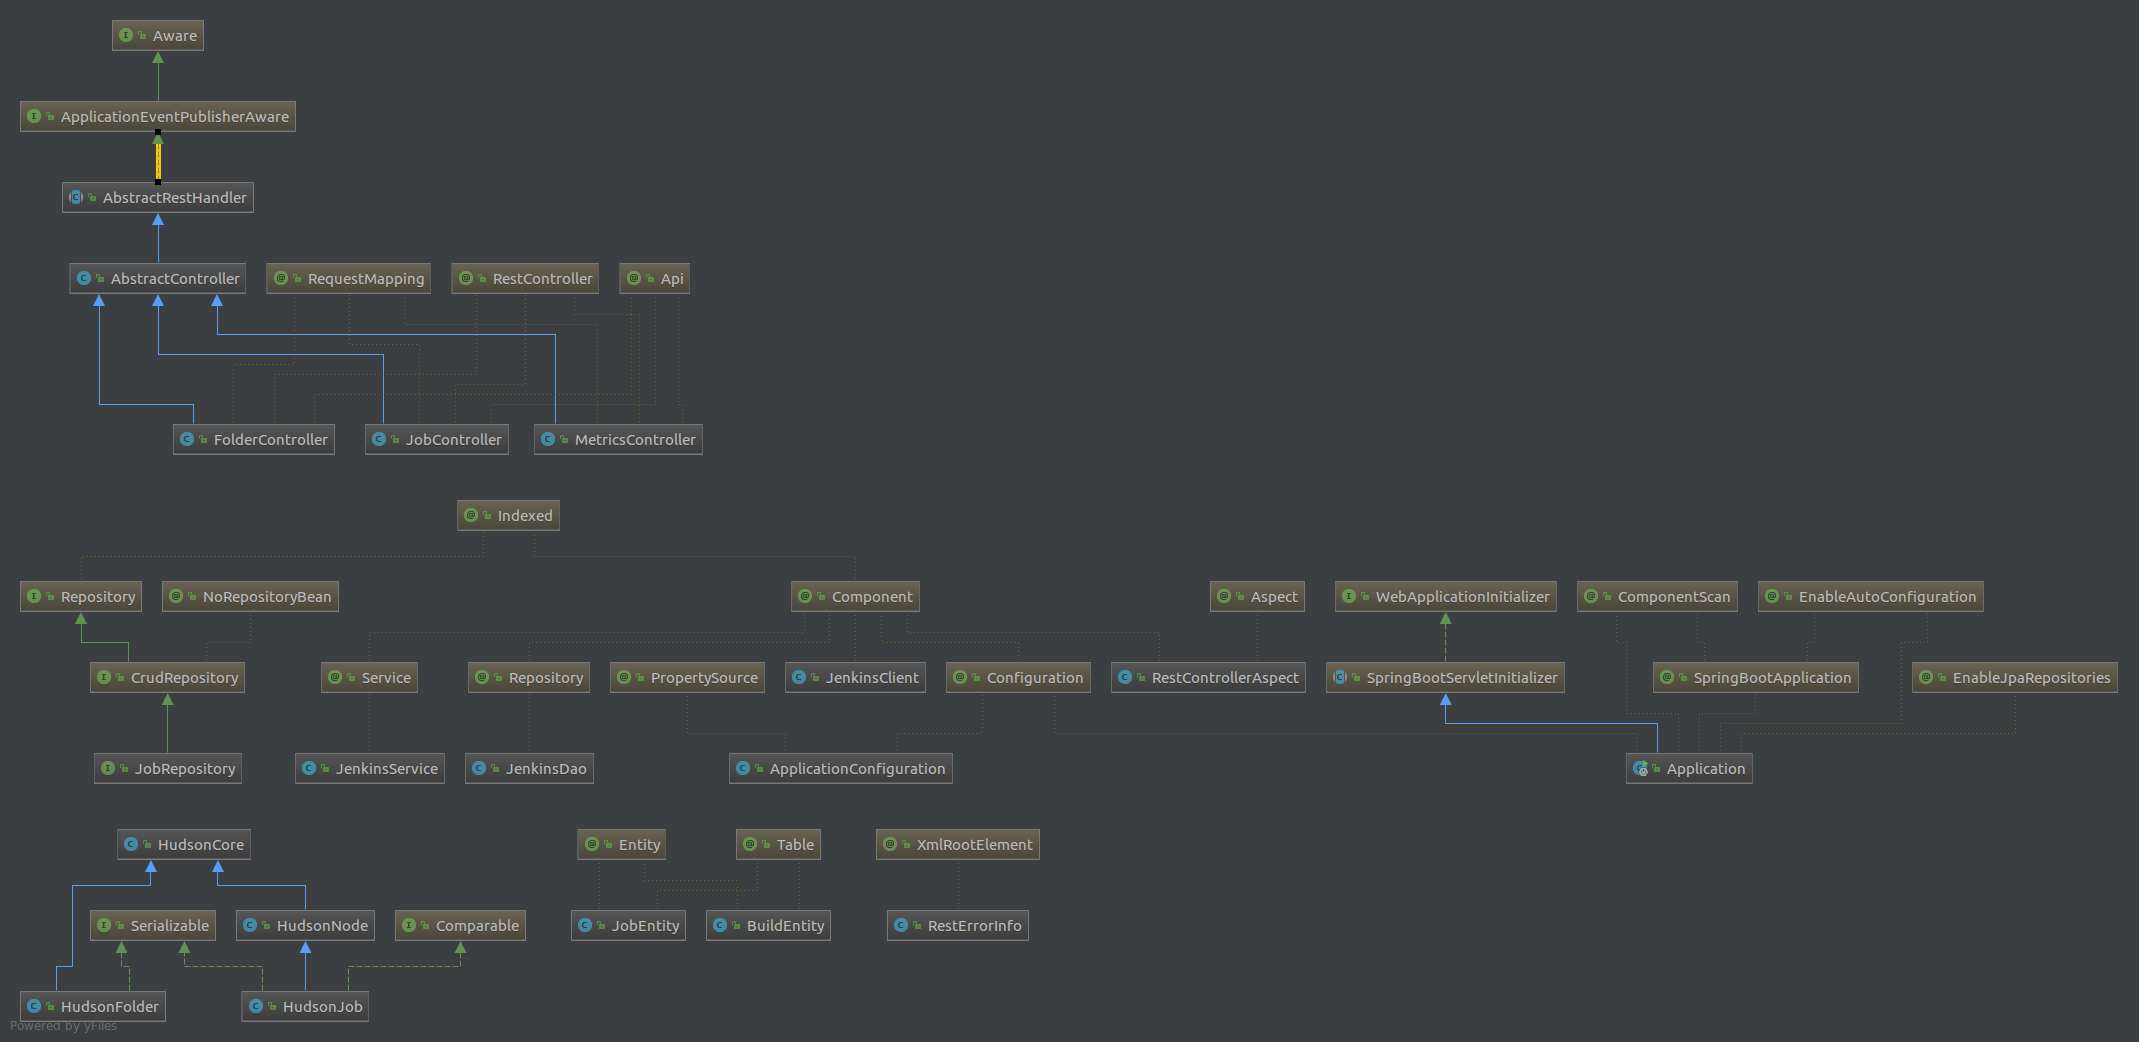 Aware
ApplicationEventPublisherAware
AbstractRestHandler
AbstractController
RequestMapping
RestController
Api
FolderController
JobController
MetricsController
Indexed
Repository
NoRepositoryBean
Component
Aspect
WebApplicationInitializer
ComponentScan
EnableAutoConfiguration
CrudRepository
Service
Repository
PropertySource
JenkinsClient
Configuration
RestControllerAspect
SpringBootServletInitializer
SpringBootApplication
EnableJpaRepositories
JobRepository
JenkinsService
JenkinsDao
ApplicationConfiguration
Application
HudsonCore
Entity
Table
XmlRootElement
Serializable
HudsonNode
Comparable
JobEntity
BuildEntity
RestErrorInfo
HudsonFolder
HudsonJob
Powered by yFiles